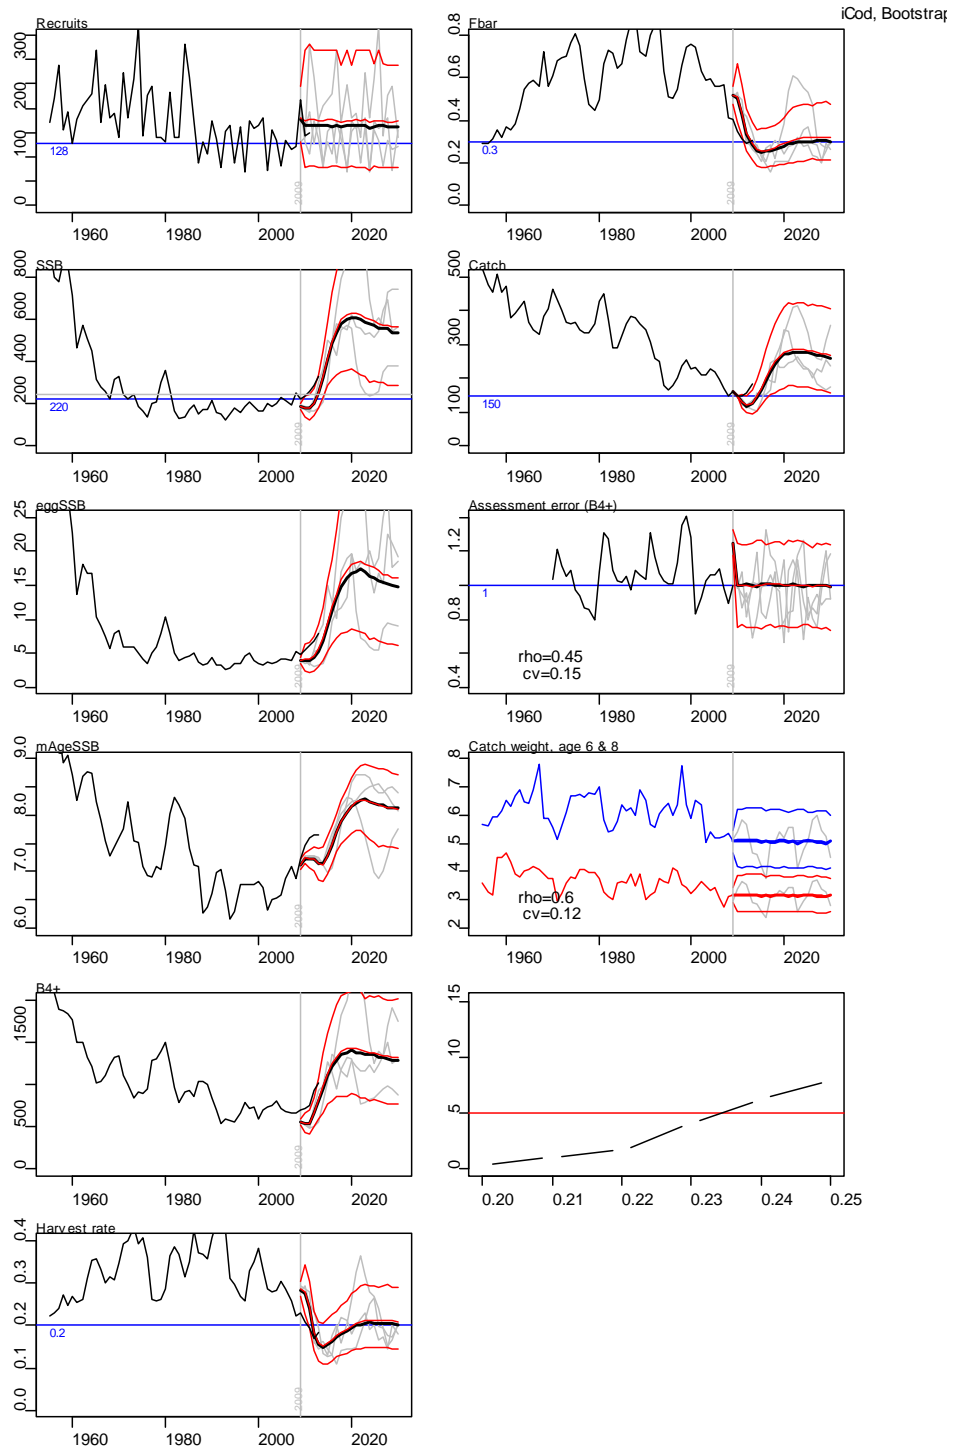 iCod, Bootstrap
Recruits
0 100 200 300
128
2009
1960 1980 2000 2020
Fbar
0.0 0.2 0.4 0.6 0.8
0.3
2009
1960 1980 2000 2020
SSB
0 200 400 600 800
220
2009
1960 1980 2000 2020
Catch
0 100 300 500
150
2009
1960 1980 2000 2020
eggSSB
0 5 10 15 20 25
2009
1960 1980 2000 2020
Assessment error (B4+)
0.4 0.8 1.2
1
rho=0.45
cv=0.15
2009
1960 1980 2000 2020
mAgeSSB
6.0 7.0 8.0 9.0
2009
1960 1980 2000 2020
Catch weight, age 6 & 8
2 3 4 5 6 7 8
rho=0.6
cv=0.12
1960 1980 2000 2020
B4+
0 500 1500
2009
1960 1980 2000 2020
0 5 10 15
0.20 0.21 0.22 0.23 0.24 0.25
Harvest rate
0.0 0.1 0.2 0.3 0.4
0.2
2009
1960 1980 2000 2020